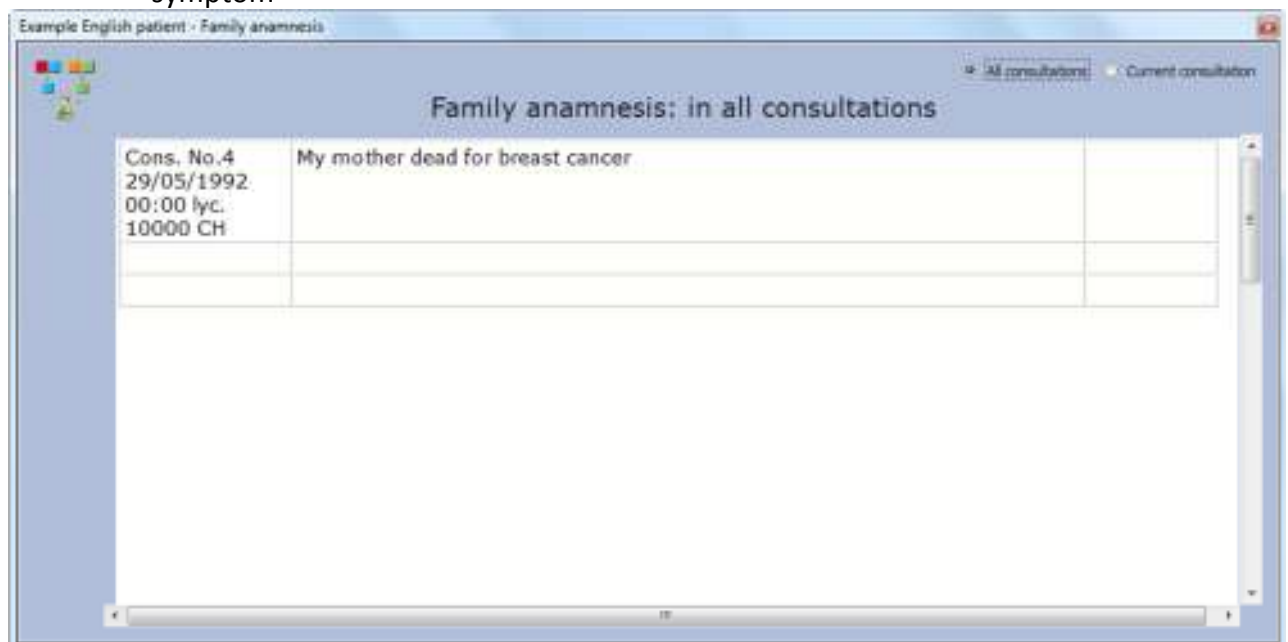 symptom
Example English patient - Family anamnesis
All consultations Current consultation
Family anamnesis: in all consultations
Cons. No.4 My mother dead for breast cancer
29/05/1992
00:00 lyc.
10000 CH